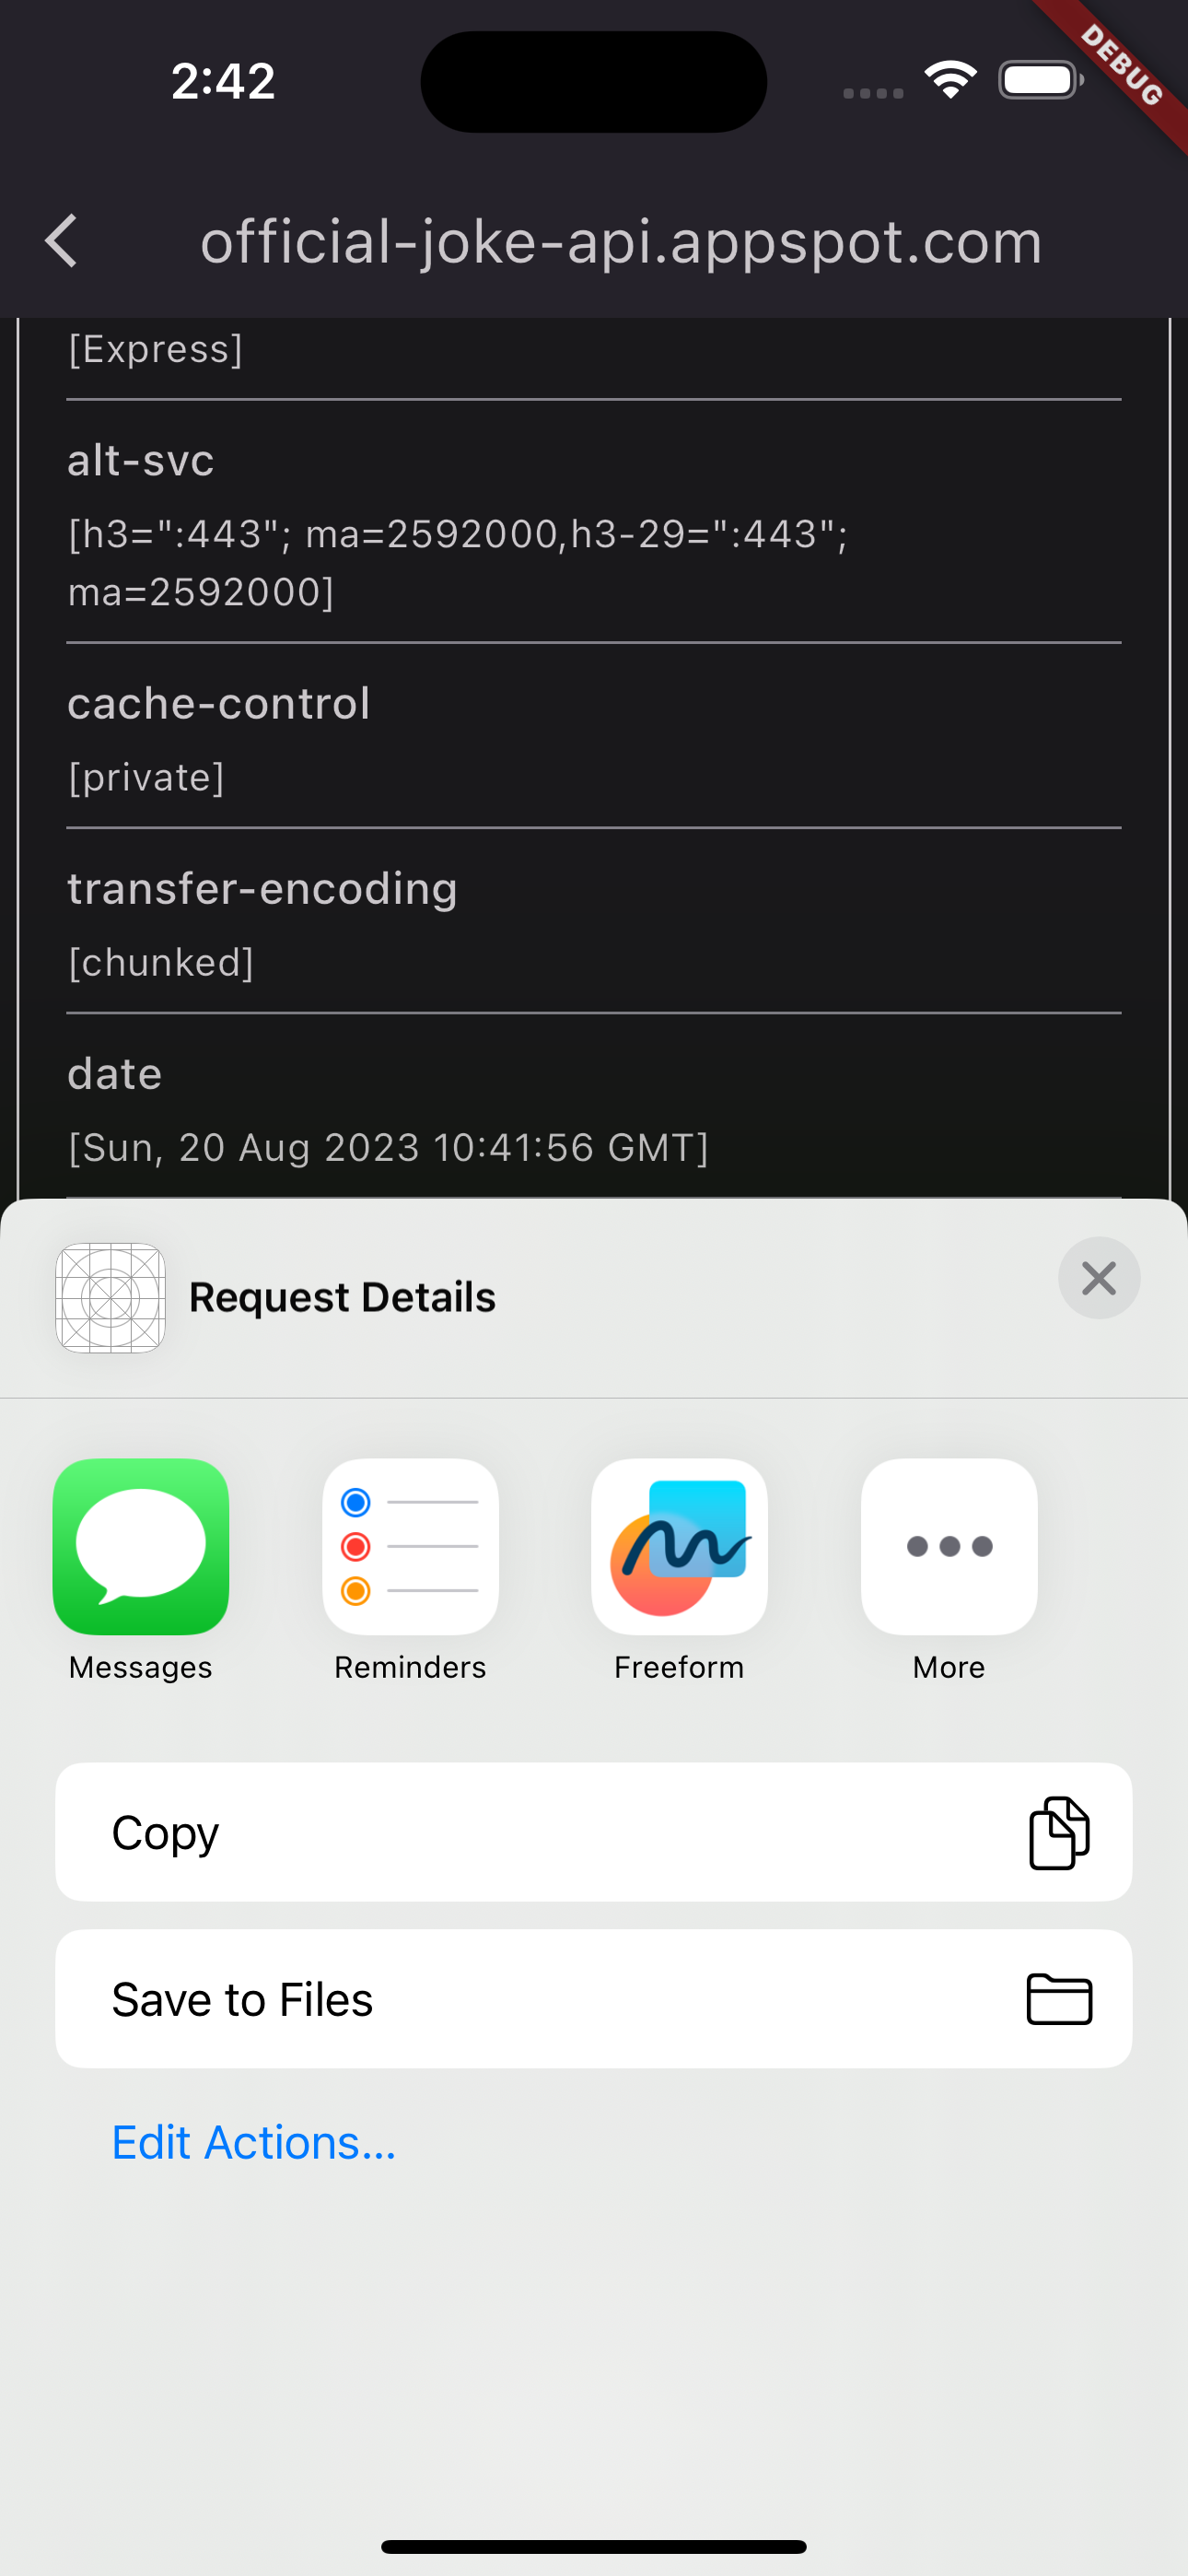 2:42
DEBUG
official-joke-api.appspot.com
[Express]
alt-svc
[h3=":443"; ma=2592000,h3-29=":443";
ma=2592000]
cache-control
[private]
transfer-encoding
[chunked]
date
[Sun, 20 Aug 2023 10:41:56 GMT]
Request Details
Messages
Reminders
Freeform
More
Copy
Save to Files
Edit Actions...